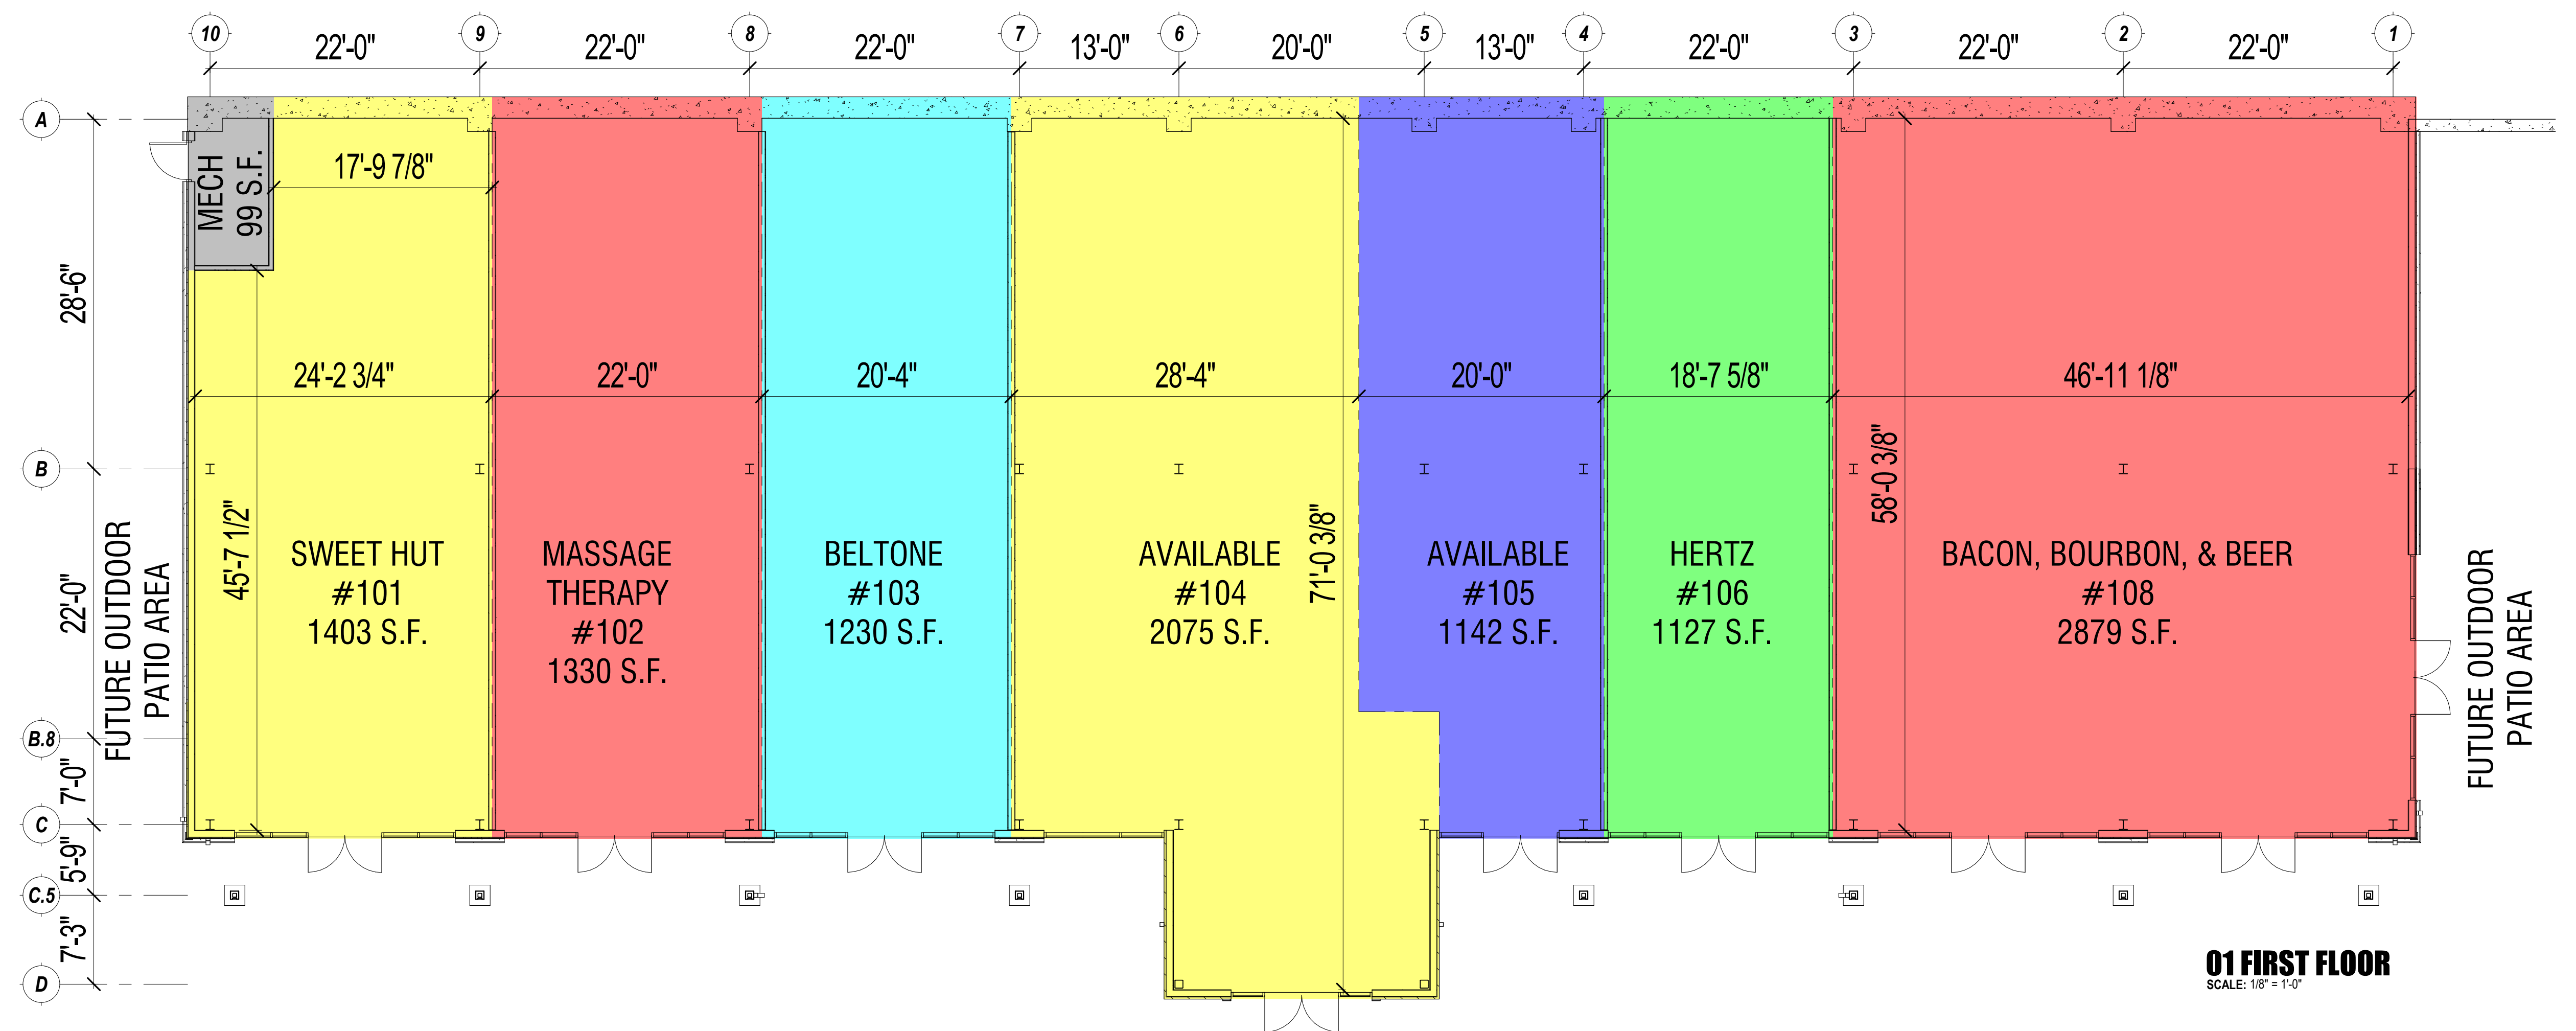 10 9 8 7 6 5 4 3 2 1
22'-0" 22'-0" 22'-0" 13'-0" 20'-0" 13'-0" 22'-0" 22'-0" 22'-0"
A
28'-6"
B
22'-0"
B.8
7'-0"
C
5'-9"
C.5
7'-3"
D
FUTURE OUTDOOR
PATIO AREA
MECH
99 S.F.
17'-9 7/8"
24'-2 3/4" 22'-0" 20'-4" 28'-4" 20'-0" 18'-7 5/8" 46'-11 1/8"
45'-7 1/2"
SWEET HUT
#101
1403 S.F.
MASSAGE
THERAPY
#102
1330 S.F.
BELTONE
#103
1230 S.F.
AVAILABLE
#104
2075 S.F.
71'-0 3/8"
AVAILABLE
#105
1142 S.F.
HERTZ
#106
1127 S.F.
58'-0 3/8"
BACON, BOURBON, & BEER
#108
2879 S.F.
FUTURE OUTDOOR
PATIO AREA
01 FIRST FLOOR
SCALE: 1/8" = 1'-0"